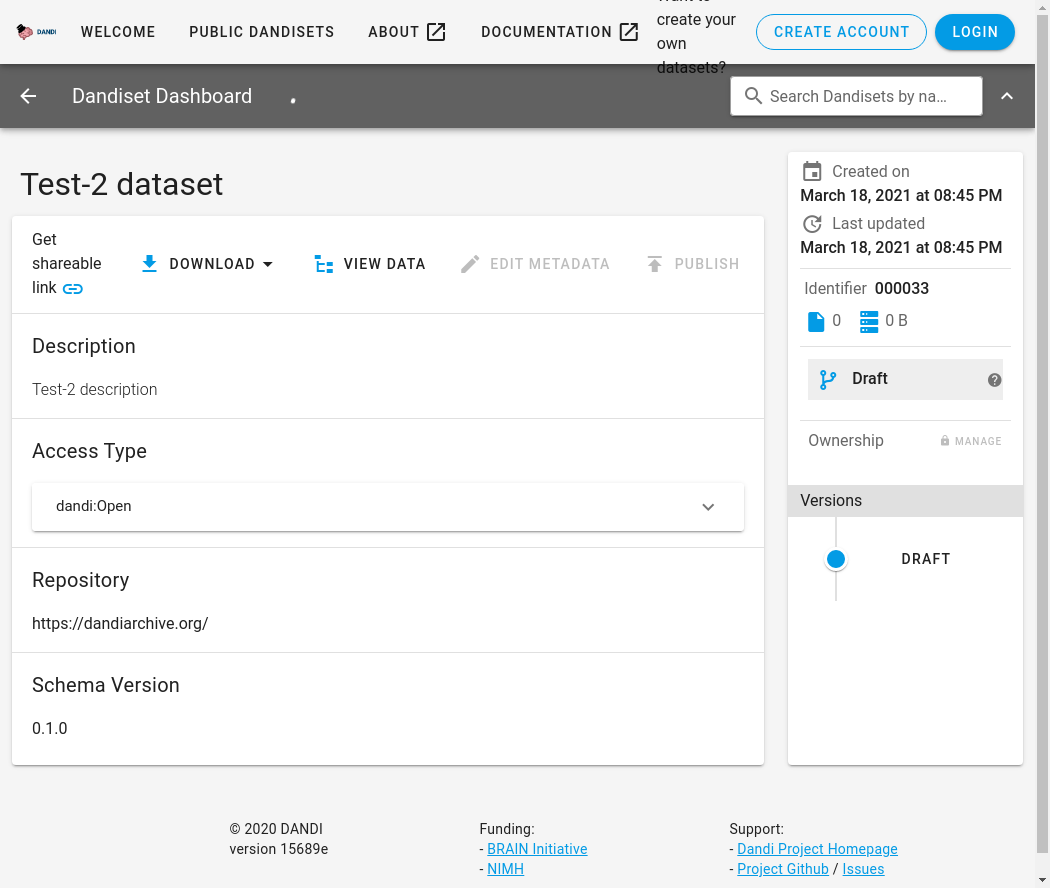 DANDI
WELCOME
PUBLIC DANDISETS
ABOUT
DOCUMENTATION
Want to
create your
own
datasets?
CREATE ACCOUNT
LOGIN
Dandiset Dashboard
Search Dandisets by na…
Test-2 dataset
Get
shareable
link
DOWNLOAD
VIEW DATA
EDIT METADATA
PUBLISH
Description
Test-2 description
Access Type
dandi:Open
Repository
https://dandiarchive.org/
Schema Version
0.1.0
Created on
March 18, 2021 at 08:45 PM
Last updated
March 18, 2021 at 08:45 PM
Identifier 000033
0
0 B
Draft
Ownership
MANAGE
Versions
DRAFT
© 2020 DANDI
version 15689e
Funding:
- BRAIN Initiative
- NIMH
Support:
- Dandi Project Homepage
- Project Github / Issues